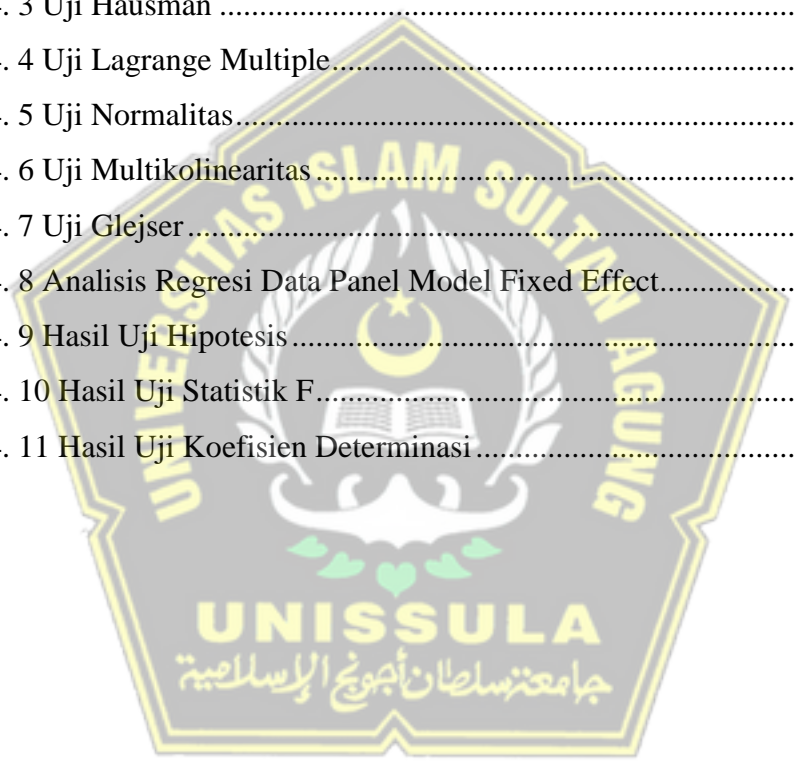 . 3 Uji Hausman ........................................................................
. 4 Uji Lagrange Multiple..........................................................
. 5 Uji Normalitas......................................................................
. 6 Uji Multikolinearitas ............................................................
. 7 Uji Glejser ............................................................................
. 8 Analisis Regresi Data Panel Model Fixed Effect.................
. 9 Hasil Uji Hipotesis ...............................................................
. 10 Hasil Uji Statistik F............................................................
. 11 Hasil Uji Koefisien Determinasi ........................................
UNIVERSITAS ISLAM SULTAN AGUNG
UNISSULA
جامعتنسلطان أجونج الإسلامية